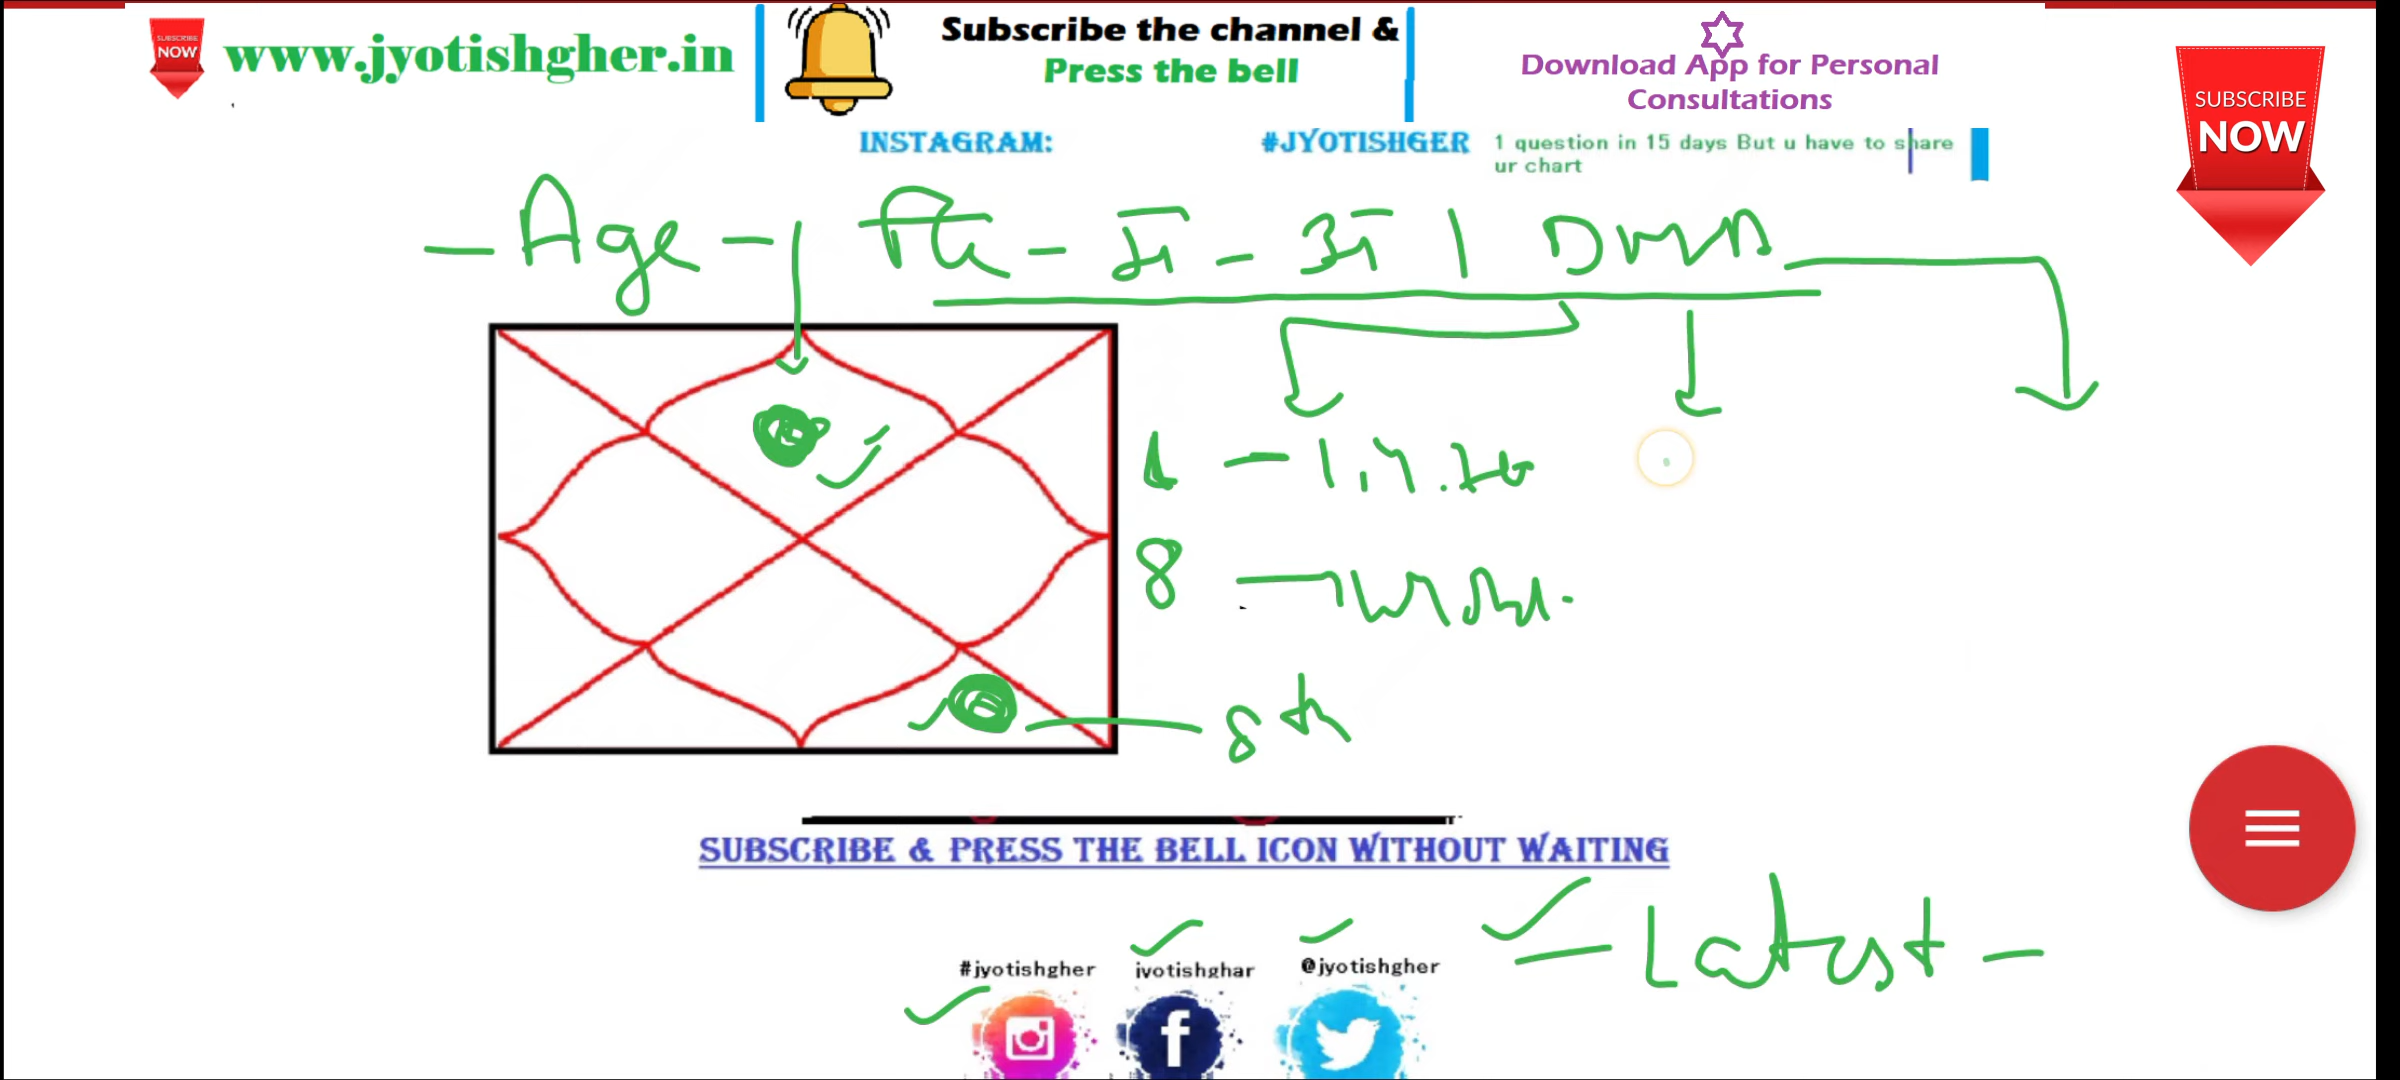 SUBSCRIBE
NOW
www.jyotishgher.in
Subscribe the channel &
Press the bell
Download App for Personal
Consultations
SUBSCRIBE
NOW
INSTAGRAM:
#JYOTISHGER
1 question in 15 days But u have to share
ur chart
- Age -
8
8th
SUBSCRIBE & PRESS THE BELL ICON WITHOUT WAITING
- Latest -
#jyotishgher
jyotishghar
@jyotishgher